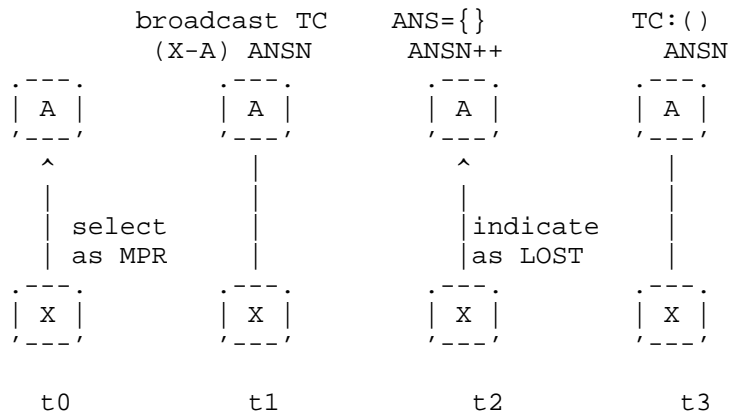 broadcast TC ANS={} TC:()
(X-A) ANSN ANSN++ ANSN
.---. .---. .---. .---.
| A | | A | | A | | A |
'---' '---' '---' '---'
^ | ^ |
| | | |
| select | |indicate |
| as MPR | |as LOST |
.---. .---. .---. .---.
| X | | X | | X | | X |
'---' '---' '---' '---'
t0 t1 t2 t3